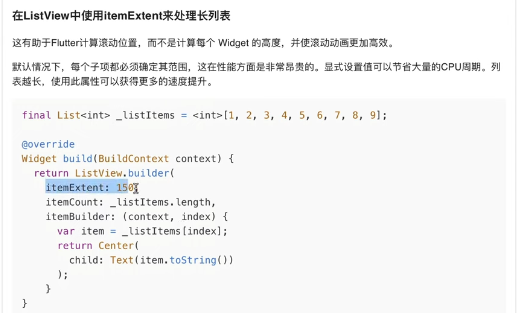 在ListView中使用itemExtent来处理长列表
这有助于Flutter计算滚动位置，而不是计算每个 Widget 的高度，并使滚动动画更加高效。
默认情况下，每个子项都必须确定其范围，这在性能方面是非常昂贵的。显式设置值可以节省大量的CPU周期。列
表越长，使用此属性可以获得更多的速度提升。
final List<int> _listItems = <int>[1, 2, 3, 4, 5, 6, 7, 8, 9];
@override
Widget build(BuildContext context) {
return ListView.builder(
itemExtent: 150,
itemCount: _listItems.length,
itemBuilder: (context, index) {
var item = _listItems[index];
return Center(
child: Text(item.toString())
);
}
}